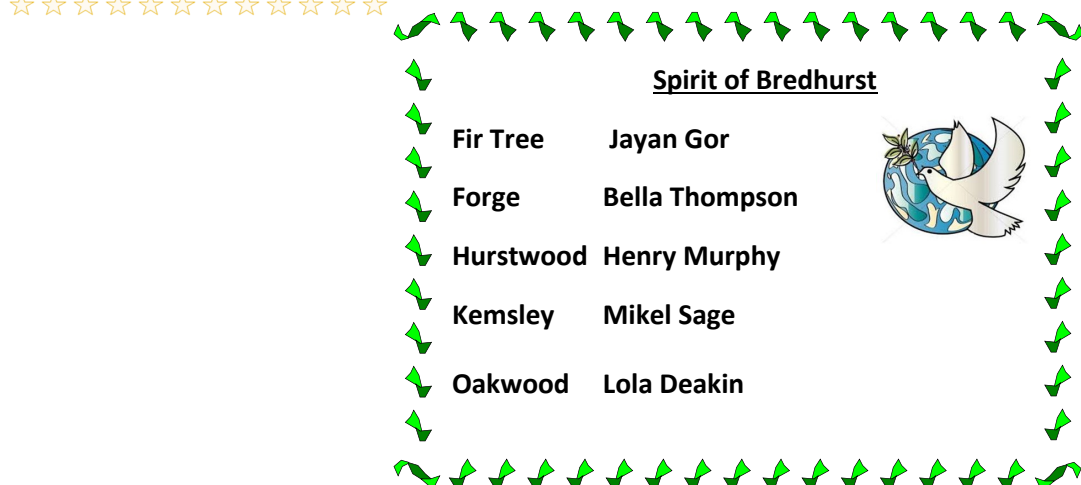 Spirit of Bredhurst
Fir Tree Jayan Gor
Forge Bella Thompson
Hurstwood Henry Murphy
Kemsley Mikel Sage
Oakwood Lola Deakin